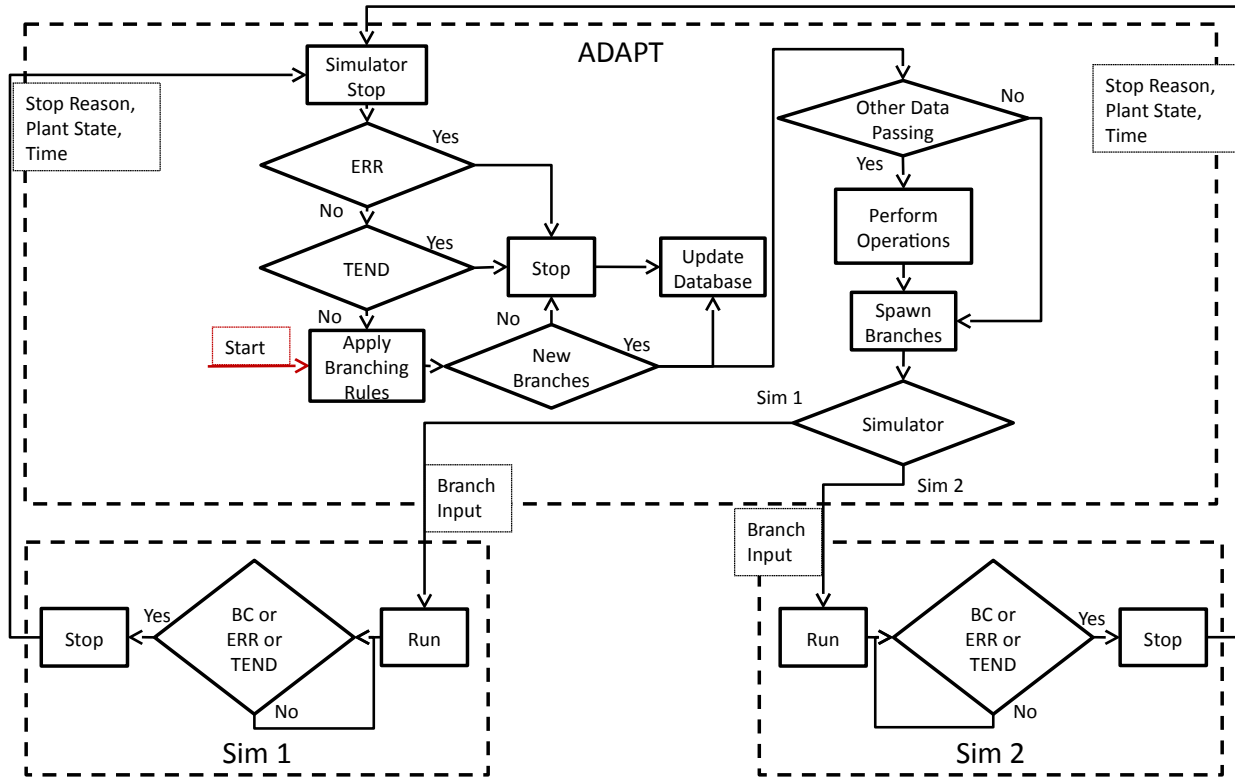 ADAPT
Simulator
Stop
Stop Reason,
Plant State,
Time
Yes
ERR
No
Yes
TEND
No
Start
Apply
Branching
Rules
Stop
Update
Database
No
New
Branches
Yes
Other Data
Passing
No
Yes
Perform
Operations
Spawn
Branches
Sim 1
Simulator
Sim 2
Stop Reason,
Plant State,
Time
Branch
Input
Branch
Input
Stop
Yes
BC or
ERR or
TEND
No
Run
Sim 1
Run
BC or
ERR or
TEND
Yes
No
Stop
Sim 2